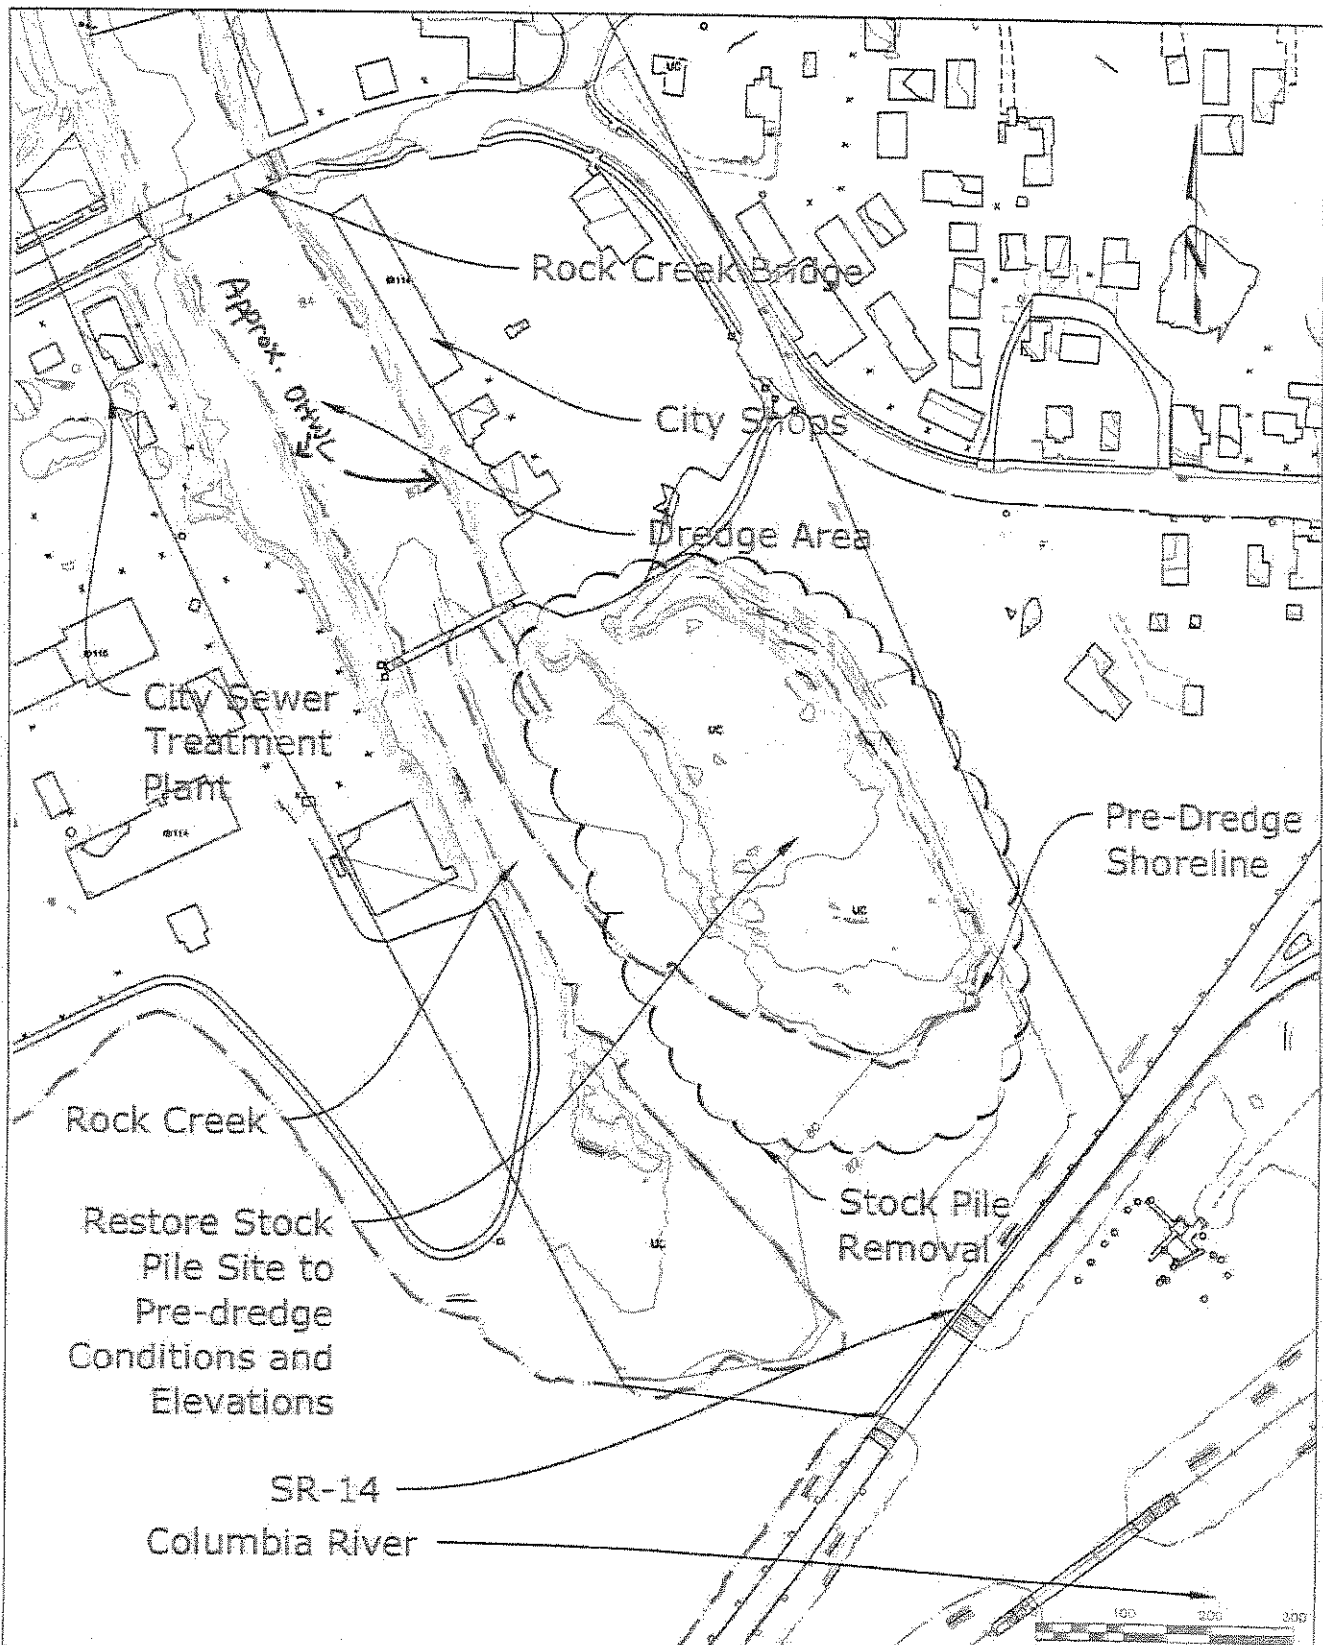 Rock Creek Bridge
Approx. OHWL
City Shops
Dredge Area
City Sewer
Treatment
Plant
Pre-Dredge
Shoreline
Rock Creek
Restore Stock
Pile Site to
Pre-dredge
Conditions and
Elevations
Stock Pile
Removal
SR-14
Columbia River
100 200 300